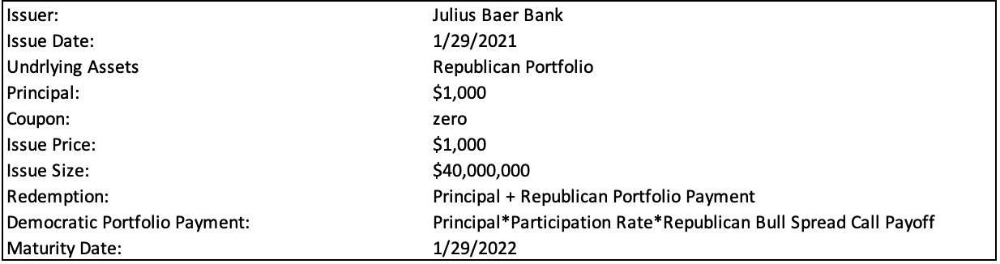 Issuer: Julius Baer Bank
Issue Date: 1/29/2021
Undrlying Assets Republican Portfolio
Principal: $1,000
Coupon: zero
Issue Price: $1,000
Issue Size: $40,000,000
Redemption: Principal + Republican Portfolio Payment
Democratic Portfolio Payment: Principal*Participation Rate*Republican Bull Spread Call Payoff
Maturity Date: 1/29/2022